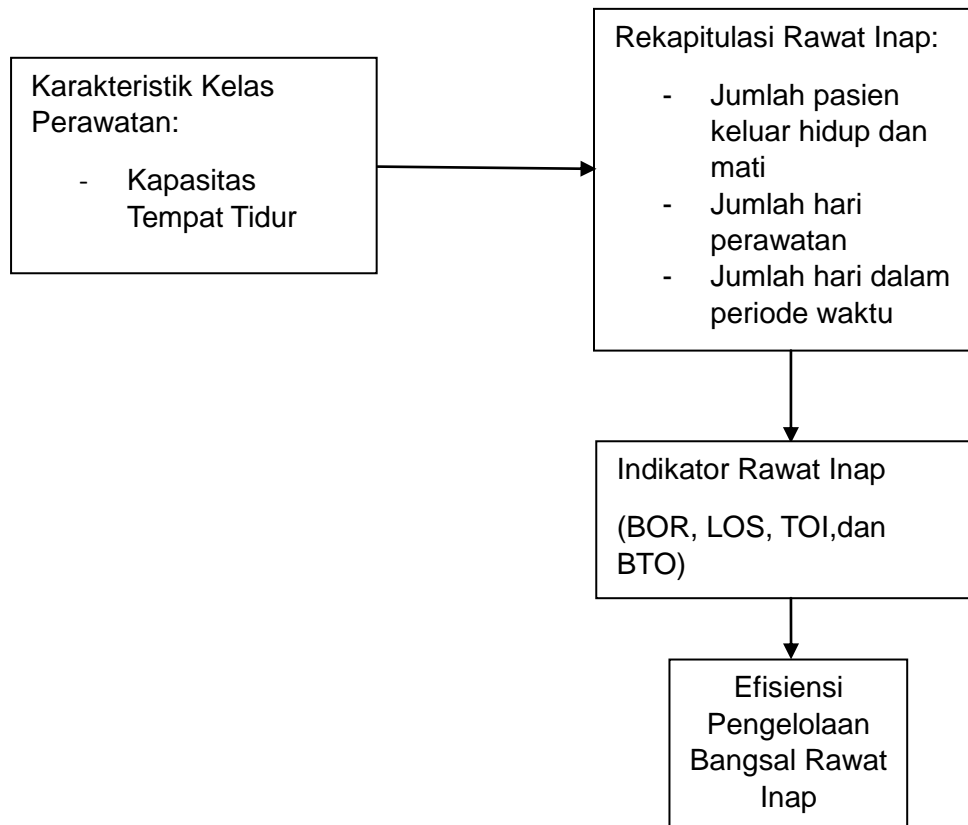 Karakteristik Kelas
Perawatan:
- Kapasitas
Tempat Tidur
Rekapitulasi Rawat Inap:
- Jumlah pasien
keluar hidup dan
mati
- Jumlah hari
perawatan
- Jumlah hari dalam
periode waktu
Indikator Rawat Inap
(BOR, LOS, TOI,dan
BTO)
Efisiensi
Pengelolaan
Bangsal Rawat
Inap